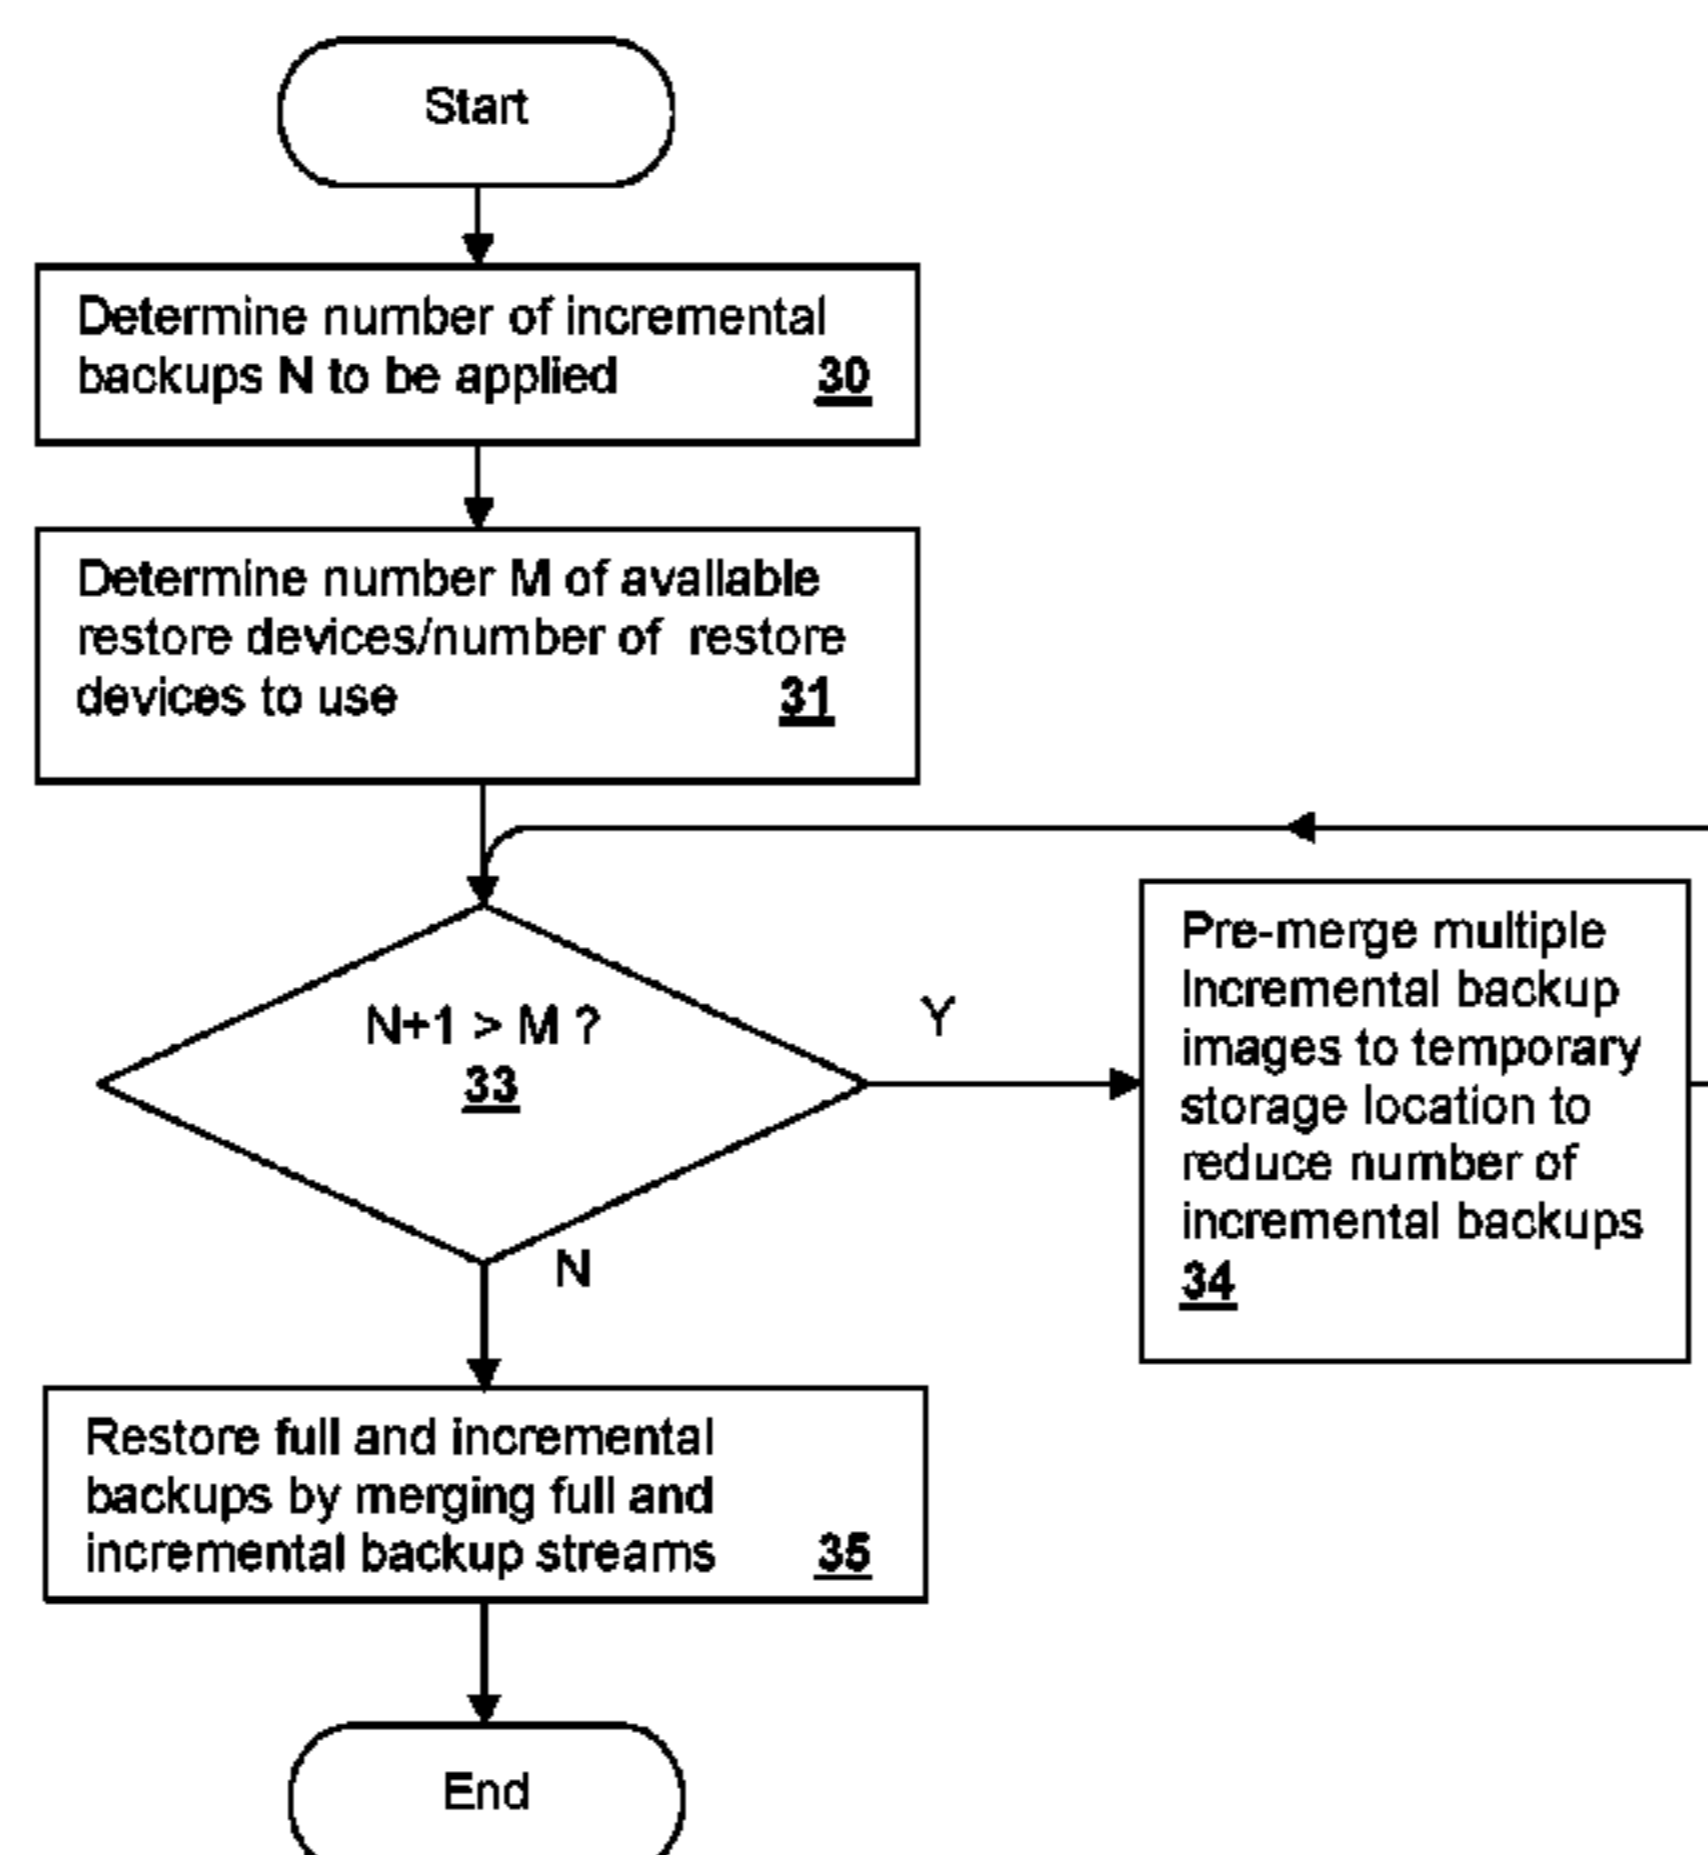 Start
Determine number of incremental
backups N to be applied 30
Determine number M of available
restore devices/number of restore
devices to use 31
N+1 > M ?
33
Y
Pre-merge multiple
incremental backup
images to temporary
storage location to
reduce number of
incremental backups
34
N
Restore full and incremental
backups by merging full and
incremental backup streams 35
End